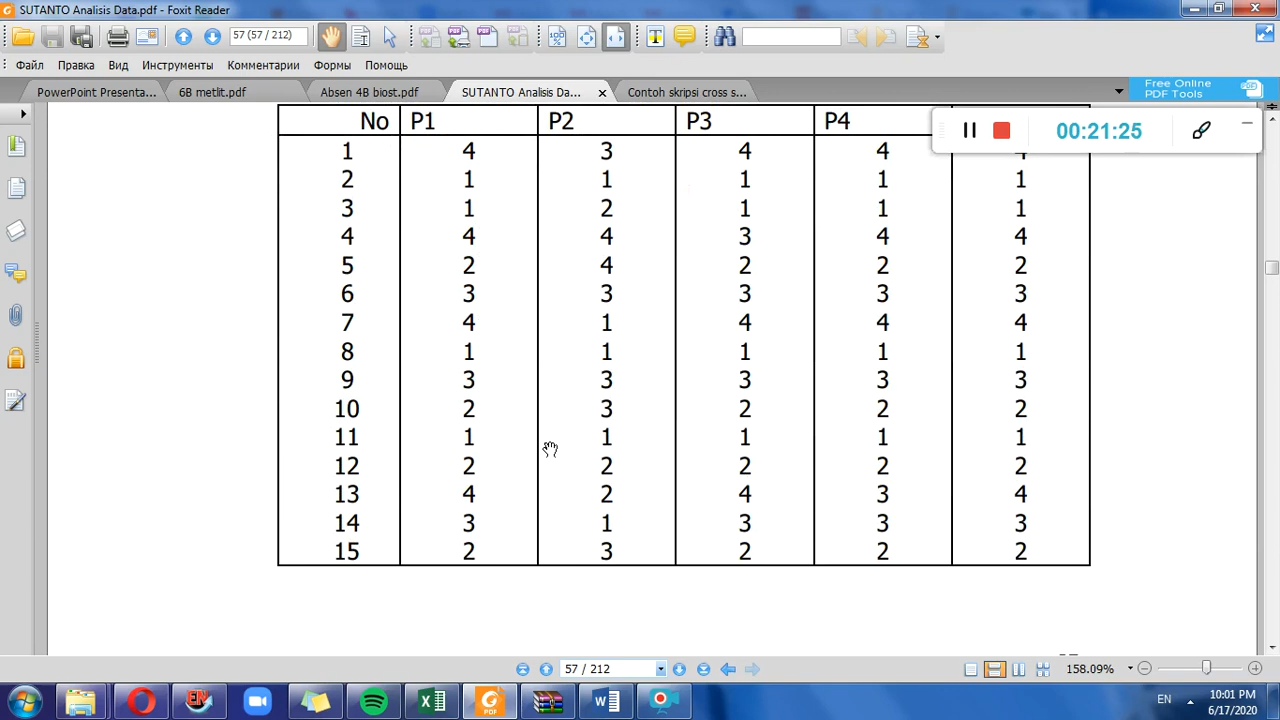 SUTANTO Analisis Data.pdf - Foxit Reader
57 (57 / 212)
Файл Правка Вид Инструменты Комментарии Формы Помощь
PowerPoint Presenta... 6B metlit.pdf Absen 4B biost.pdf SUTANTO Analisis Da... Contoh skripsi cross s...
Free Online
PDF Tools
00:21:25
No P1 P2 P3 P4
1 4 3 4 4 4
2 1 1 1 1 1
3 1 2 1 1 1
4 4 4 3 4 4
5 2 4 2 2 2
6 3 3 3 3 3
7 4 1 4 4 4
8 1 1 1 1 1
9 3 3 3 3 3
10 2 3 2 2 2
11 1 1 1 1 1
12 2 2 2 2 2
13 4 2 4 3 4
14 3 1 3 3 3
15 2 3 2 2 2
57 / 212
158.09%
EN
10:01 PM
6/17/2020